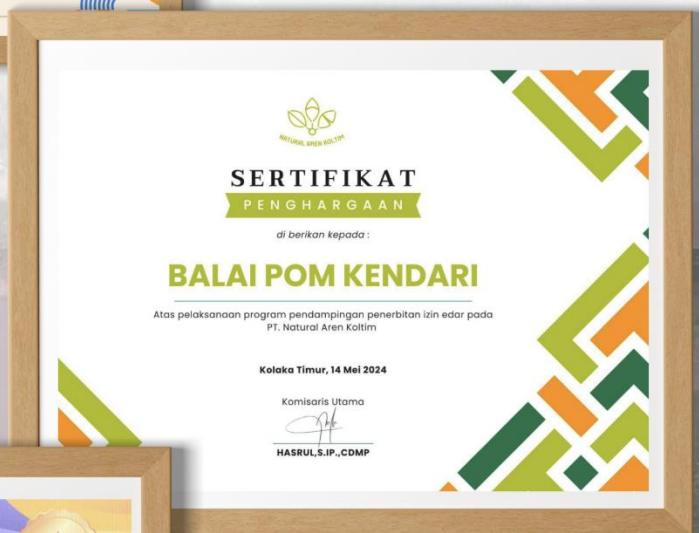 NATURAL AREN KOLTIM
SERTIFIKAT
PENGHARGAAN
di berikan kepada :
BALAI POM KENDARI
Atas pelaksanaan program pendampingan penerbitan izin edar pada
PT. Natural Aren Koltim
Kolaka Timur, 14 Mei 2024
Komisaris Utama
HASRUL,S.IP.,CDMP